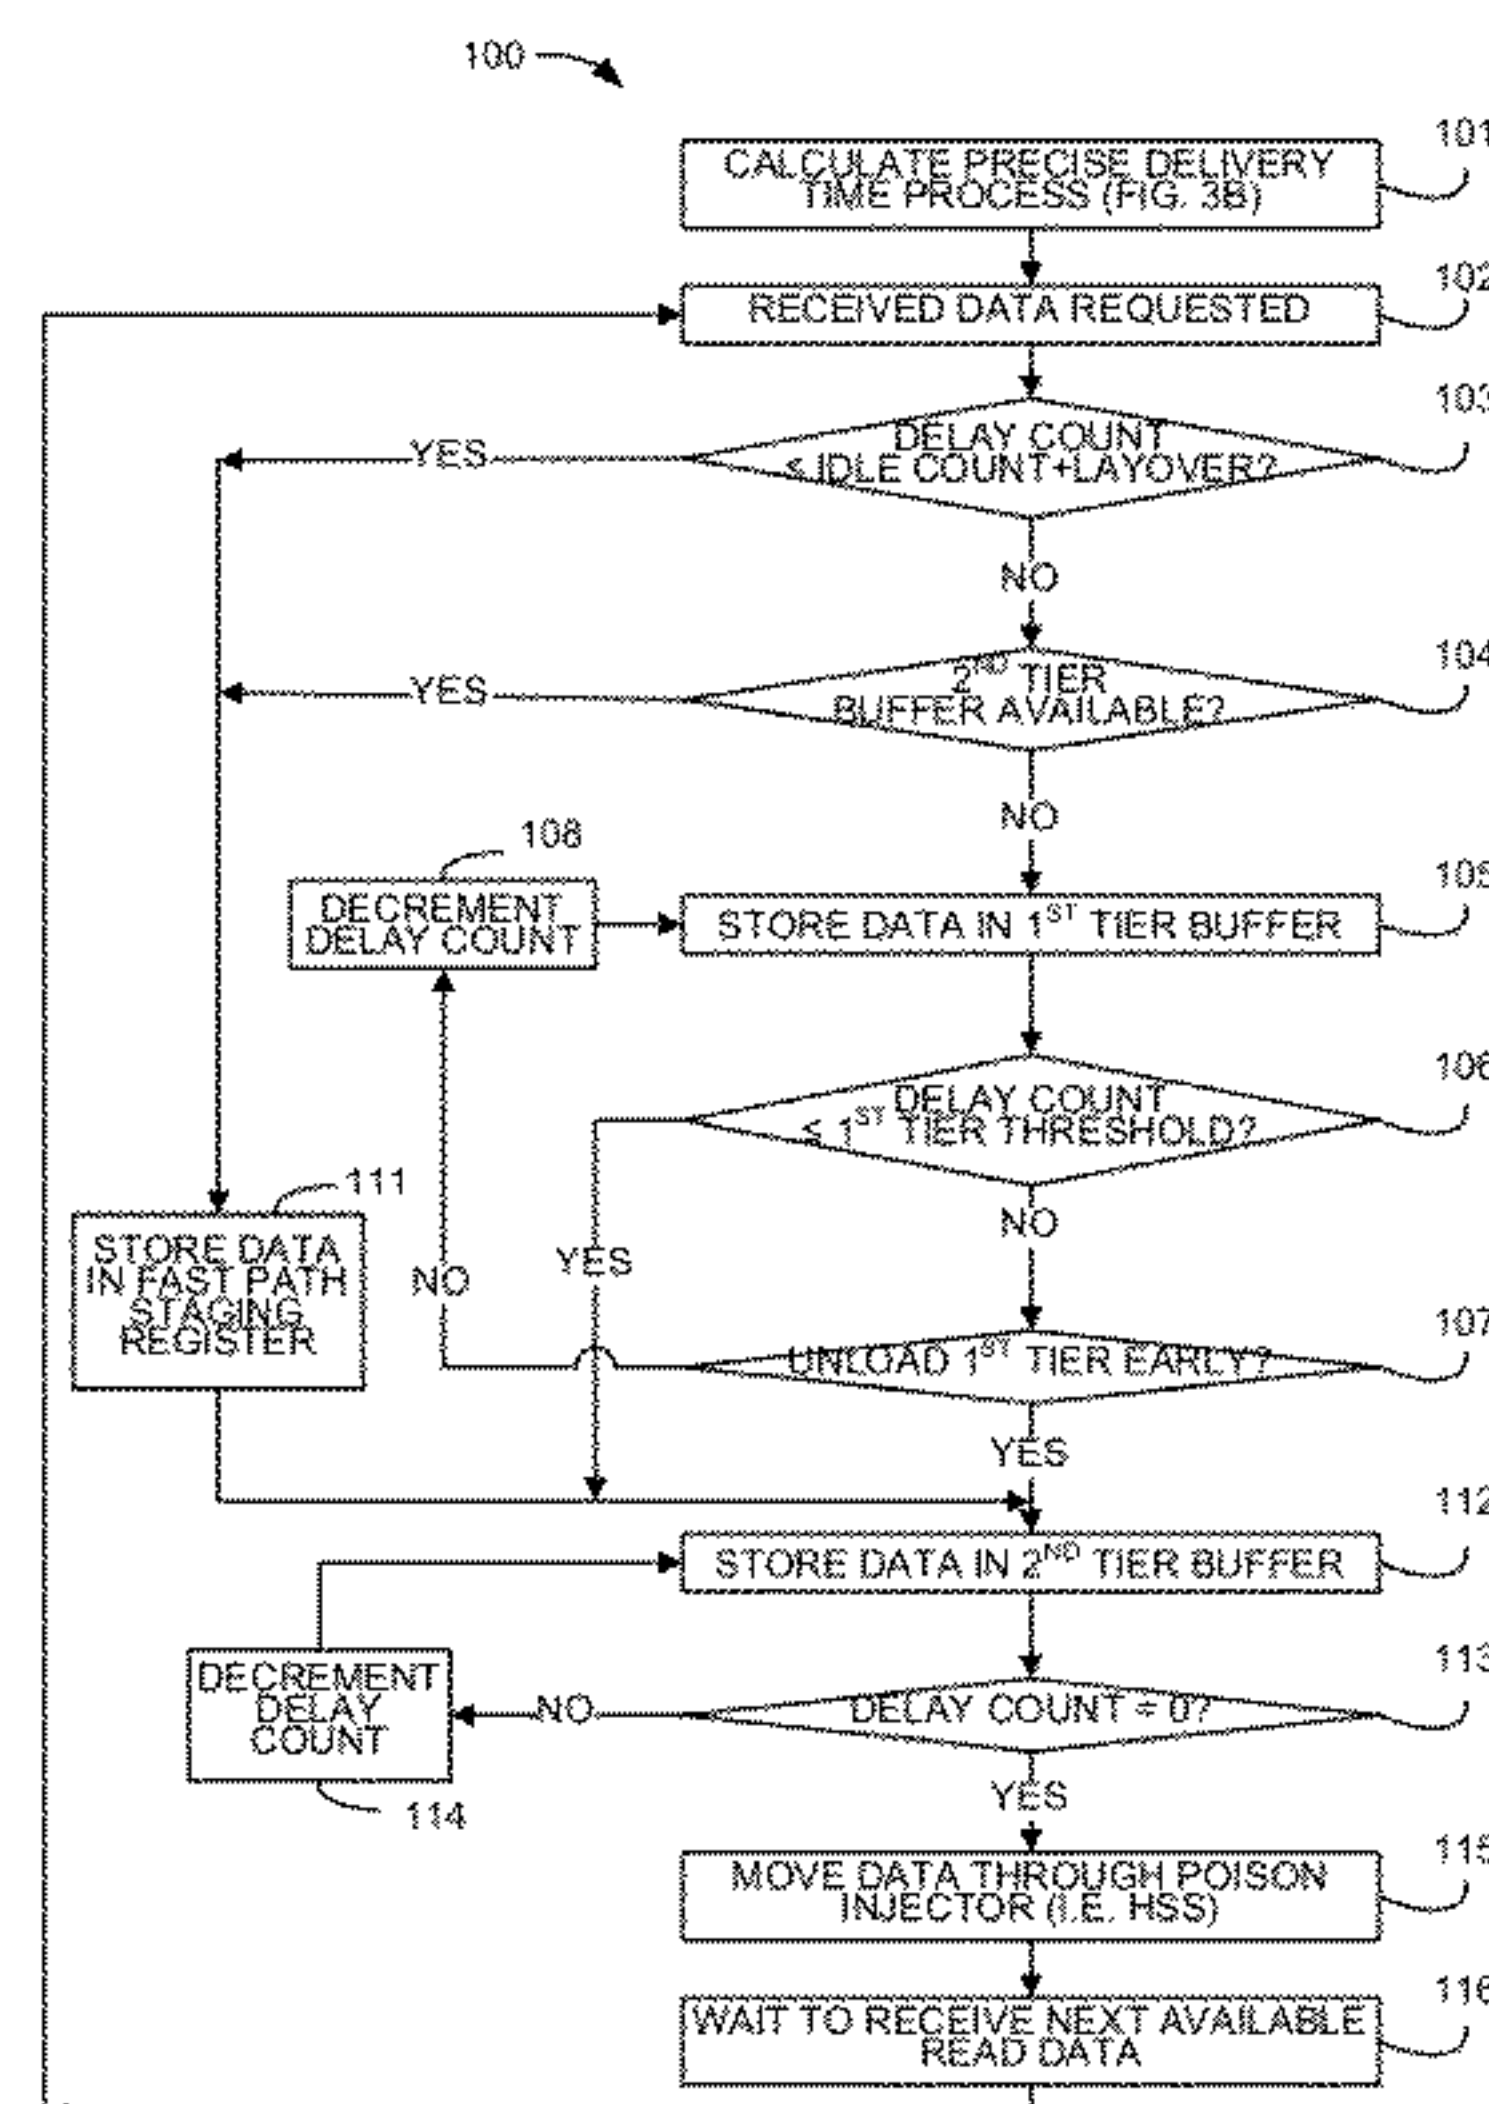 100
101
CALCULATE PRECISE DELIVERY
TIME PROCESS (FIG. 3B)
102
RECEIVED DATA REQUESTED
103
DELAY COUNT
≤ IDLE COUNT+LAYOVER?
YES
NO
104
2ND TIER
BUFFER AVAILABLE?
YES
NO
108
DECREMENT
DELAY COUNT
105
STORE DATA IN 1ST TIER BUFFER
106
DELAY COUNT
≤ 1ST TIER THRESHOLD?
111
STORE DATA
IN FAST PATH
STAGING
REGISTER
NO
YES
NO
107
UNLOAD 1ST TIER EARLY?
YES
112
STORE DATA IN 2ND TIER BUFFER
113
DECREMENT
DELAY
COUNT
NO
DELAY COUNT = 0?
114
YES
115
MOVE DATA THROUGH POISON
INJECTOR (I.E. HSS)
116
WAIT TO RECEIVE NEXT AVAILABLE
READ DATA